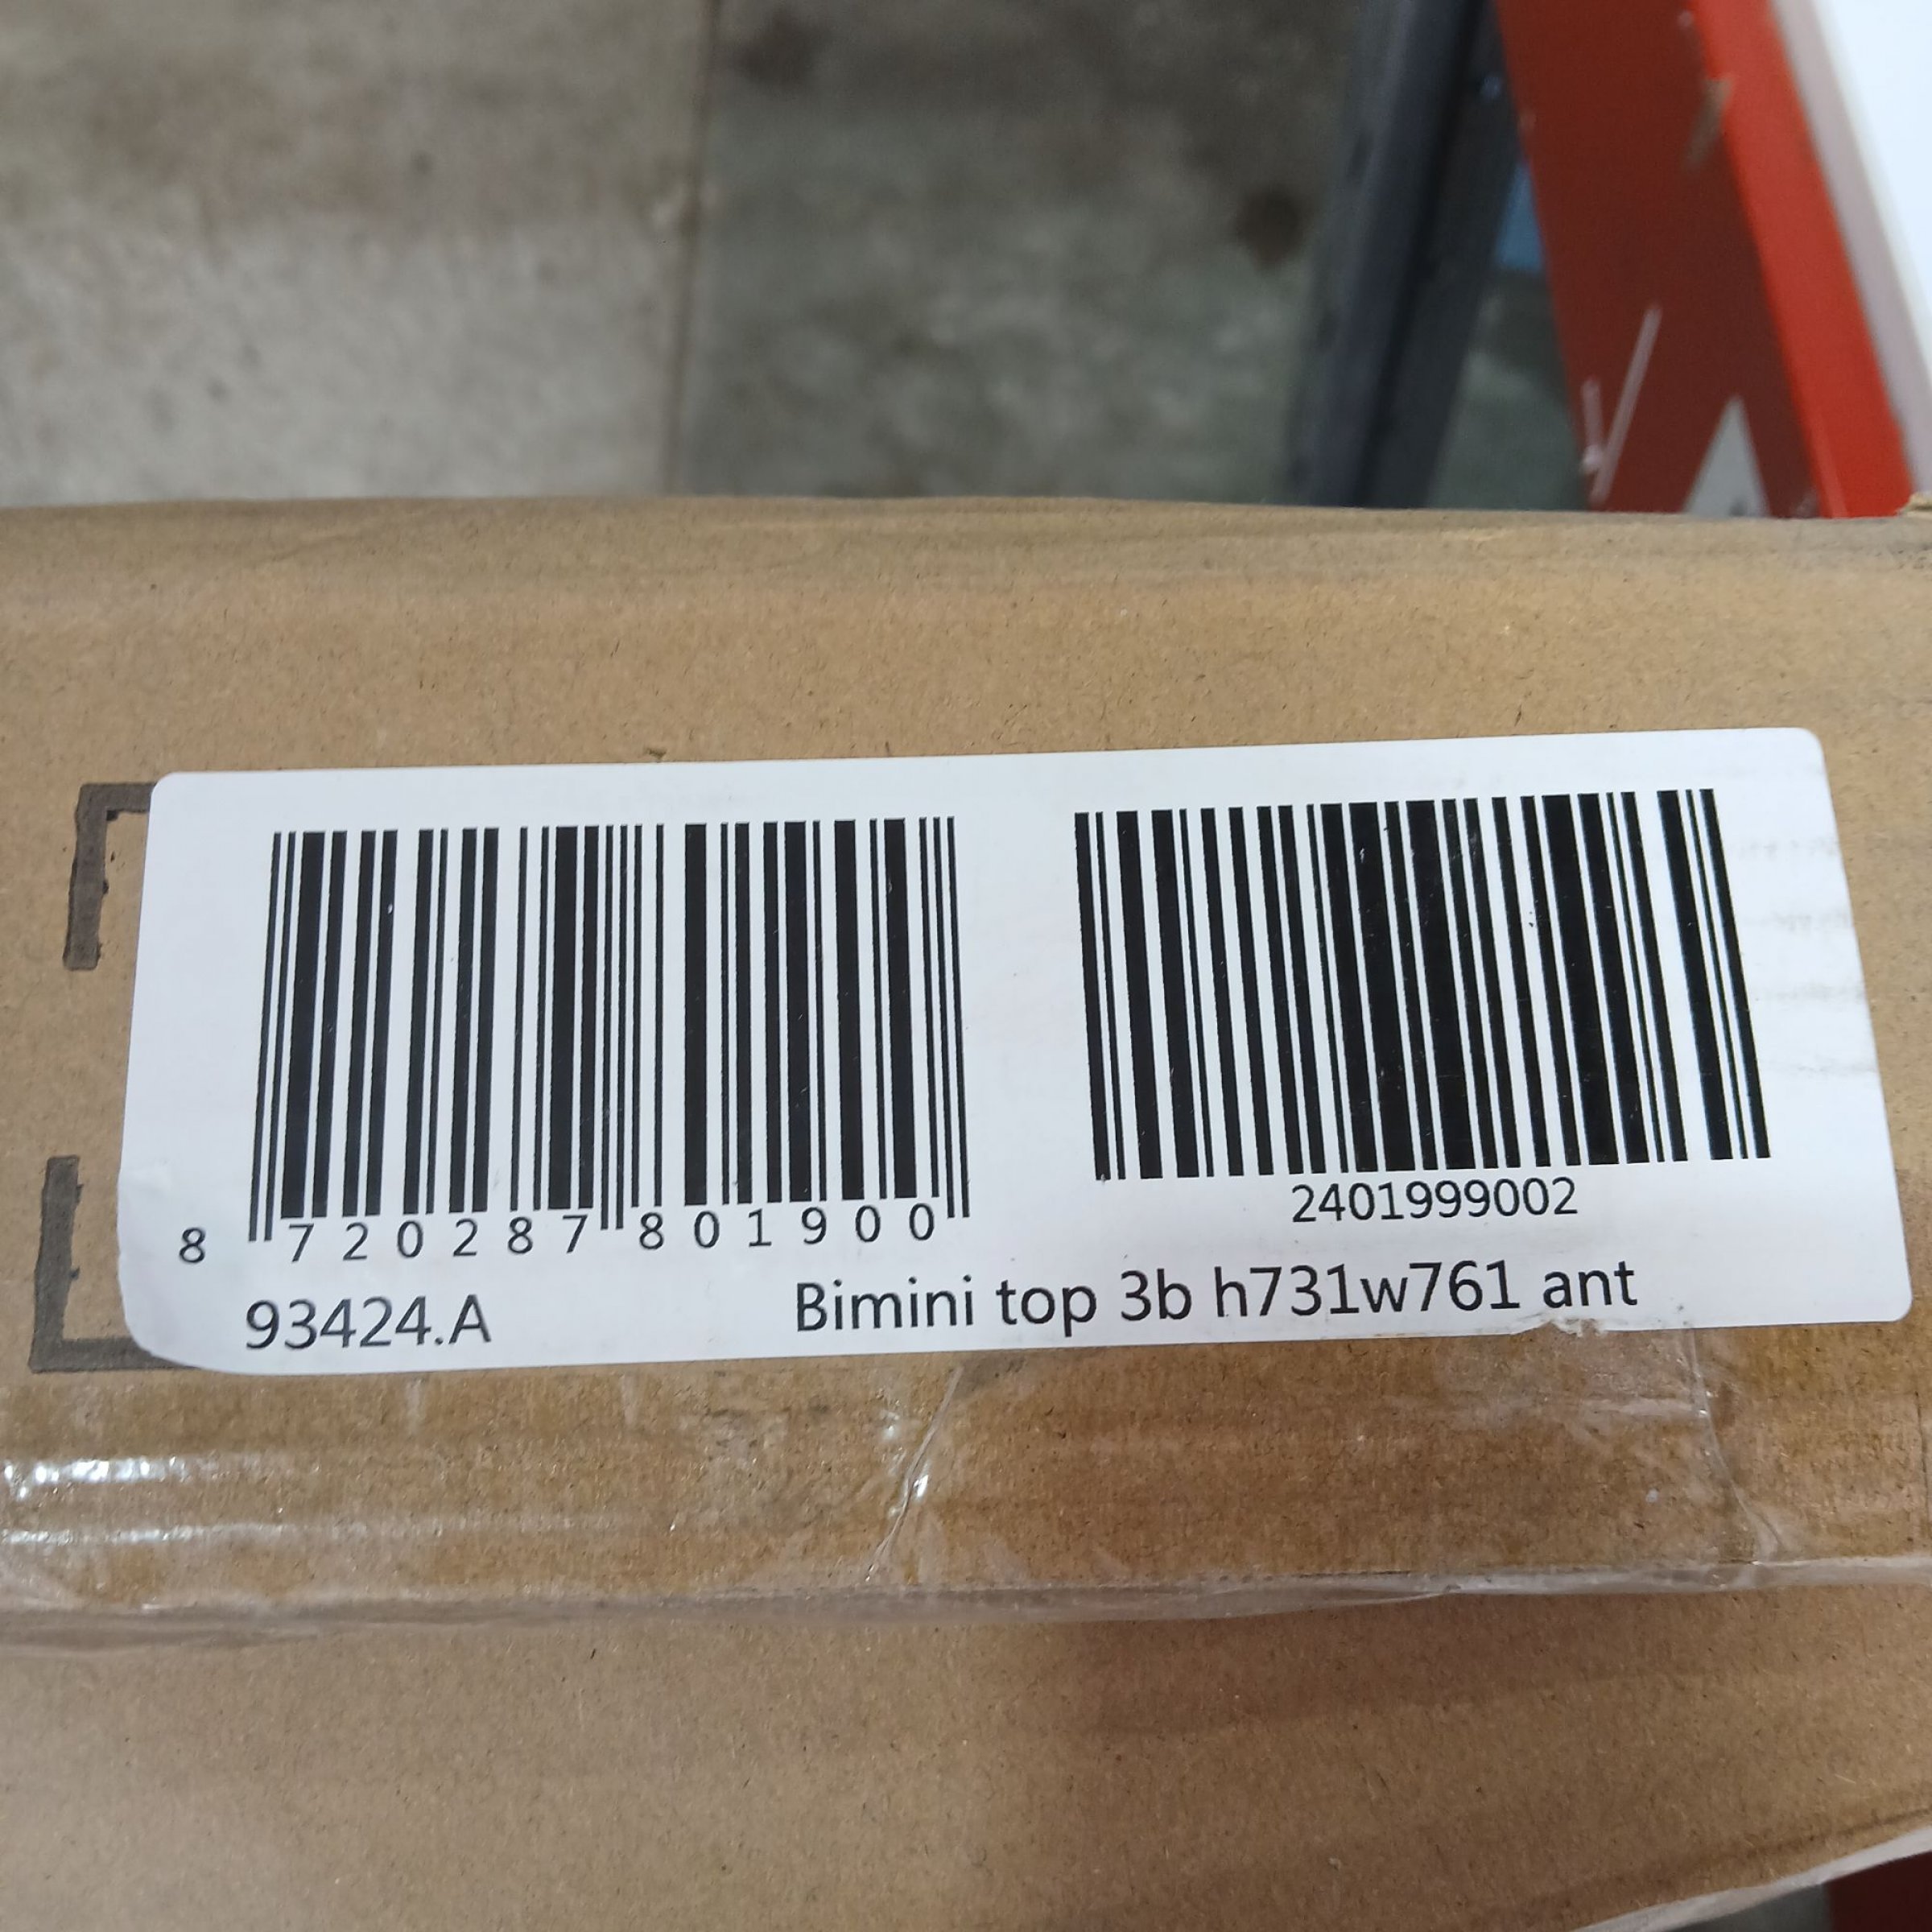 8 720287 801900
2401999002
93424.A
Bimini top 3b h731w761 ant